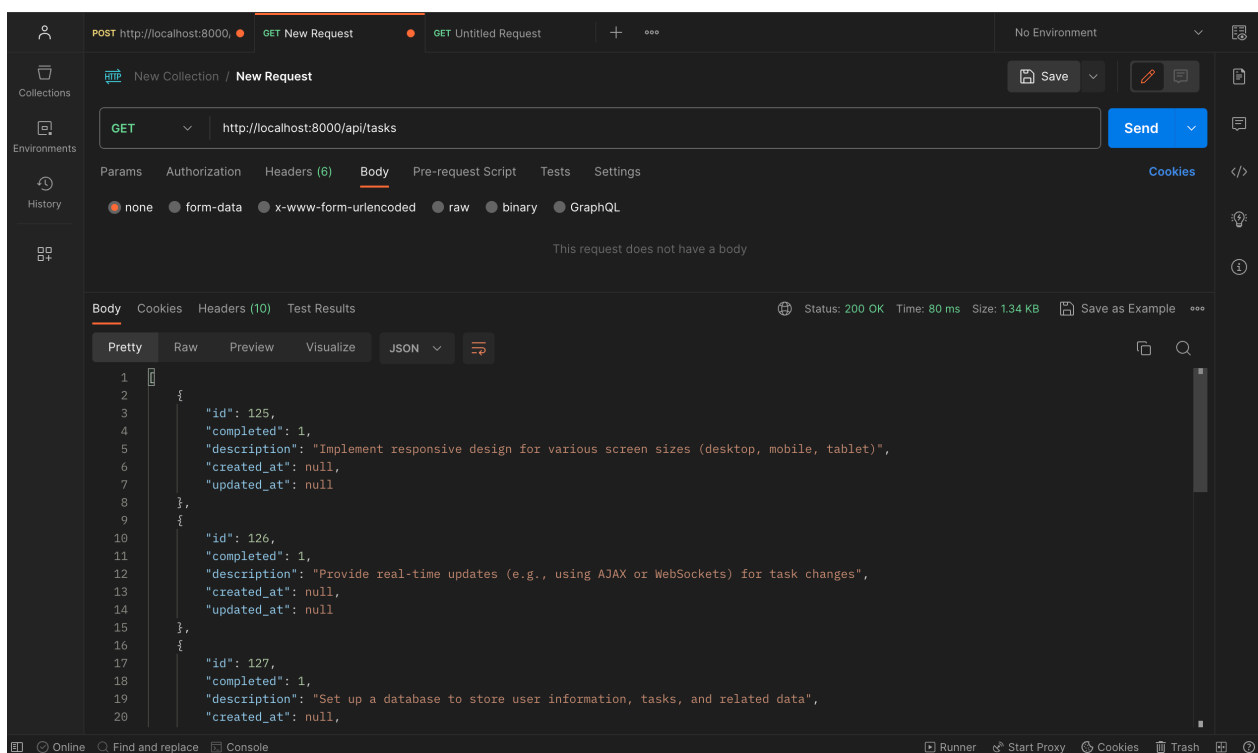 POST http://localhost:8000,
GET New Request
GET Untitled Request
No Environment
Collections
Environments
History
HTTP New Collection / New Request
Save
GET http://localhost:8000/api/tasks
Send
Params Authorization Headers (6) Body Pre-request Script Tests Settings
Cookies
none form-data x-www-form-urlencoded raw binary GraphQL
This request does not have a body
Body Cookies Headers (10) Test Results
Status: 200 OK Time: 80 ms Size: 1.34 KB Save as Example
Pretty Raw Preview Visualize JSON
1 [
2 {
3 "id": 125,
4 "completed": 1,
5 "description": "Implement responsive design for various screen sizes (desktop, mobile, tablet)",
6 "created_at": null,
7 "updated_at": null
8 },
9 {
10 "id": 126,
11 "completed": 1,
12 "description": "Provide real-time updates (e.g., using AJAX or WebSockets) for task changes",
13 "created_at": null,
14 "updated_at": null
15 },
16 {
17 "id": 127,
18 "completed": 1,
19 "description": "Set up a database to store user information, tasks, and related data",
20 "created_at": null,
Online Find and replace Console
Runner Start Proxy Cookies Trash